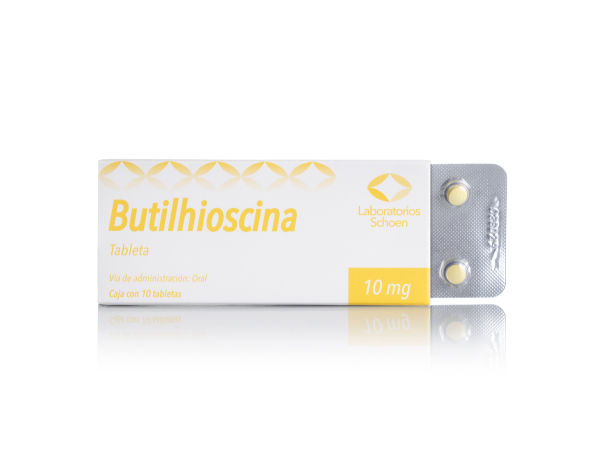 Butilhioscina
Tableta
Vía de administración: Oral
Caja con 10 tabletas
Laboratorios
Schoen
10 mg